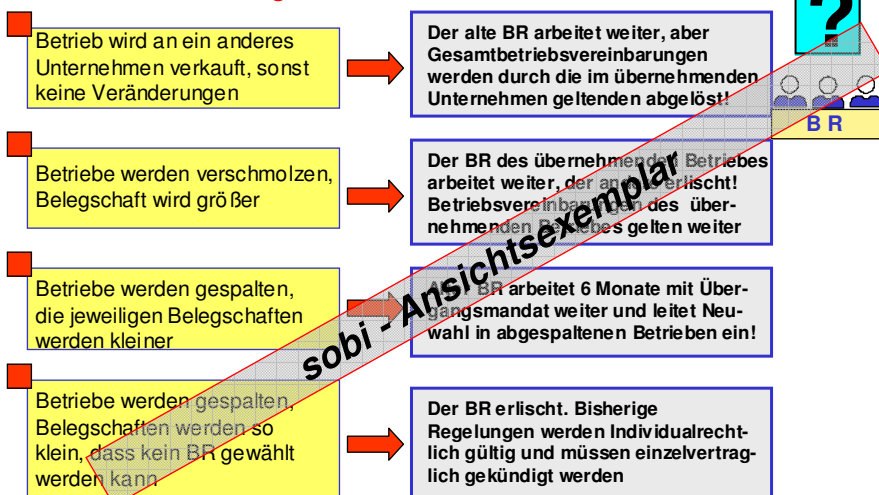 Betrieb wird an ein anderes
Unternehmen verkauft, sonst
keine Veränderungen
Der alte BR arbeitet weiter, aber
Gesamtbetriebsvereinbarungen
werden durch die im übernehmenden
Unternehmen geltenden abgelöst!
?
B R
Betriebe werden verschmolzen,
Belegschaft wird größer
Der BR des übernehmenden Betriebes
arbeitet weiter, der andere erlischt!
Betriebsvereinbarungen des über-
nehmenden Betriebes gelten weiter
Betriebe werden gespalten,
die jeweiligen Belegschaften
werden kleiner
BR arbeitet 6 Monate mit Über-
gangsmandat weiter und leitet Neu-
wahl in abgespaltenen Betrieben ein!
Betriebe werden gespalten,
Belegschaften werden so
klein, dass kein BR gewählt
werden kann
Der BR erlischt. Bisherige
Regelungen werden Individualrecht-
lich gültig und müssen einzelvertrag-
lich gekündigt werden
sobi - Ansichtsexemplar